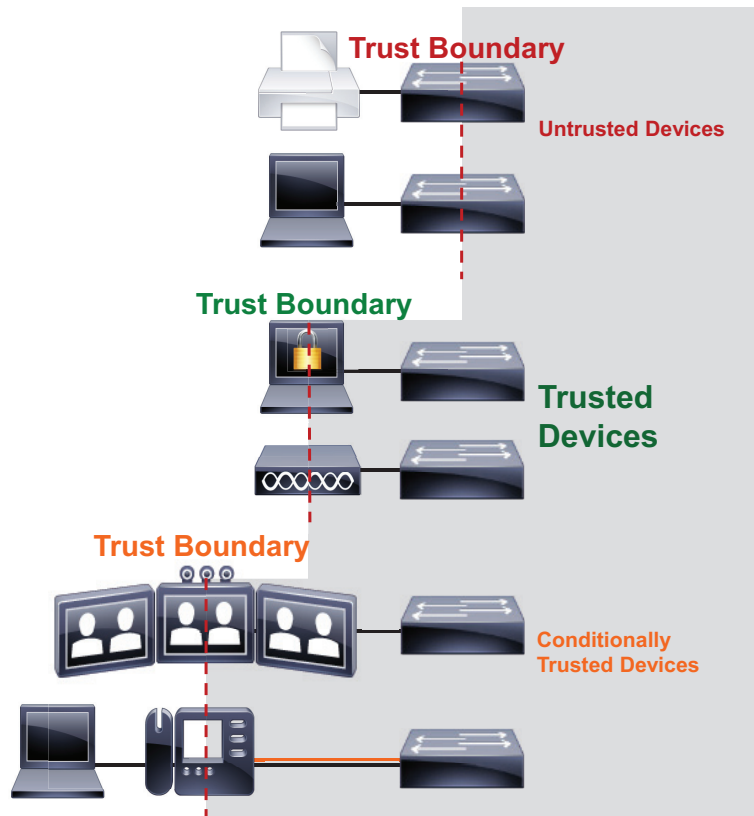 Trust Boundary
Untrusted Devices
Trust Boundary
Trusted
Devices
Trust Boundary
Conditionally
Trusted Devices